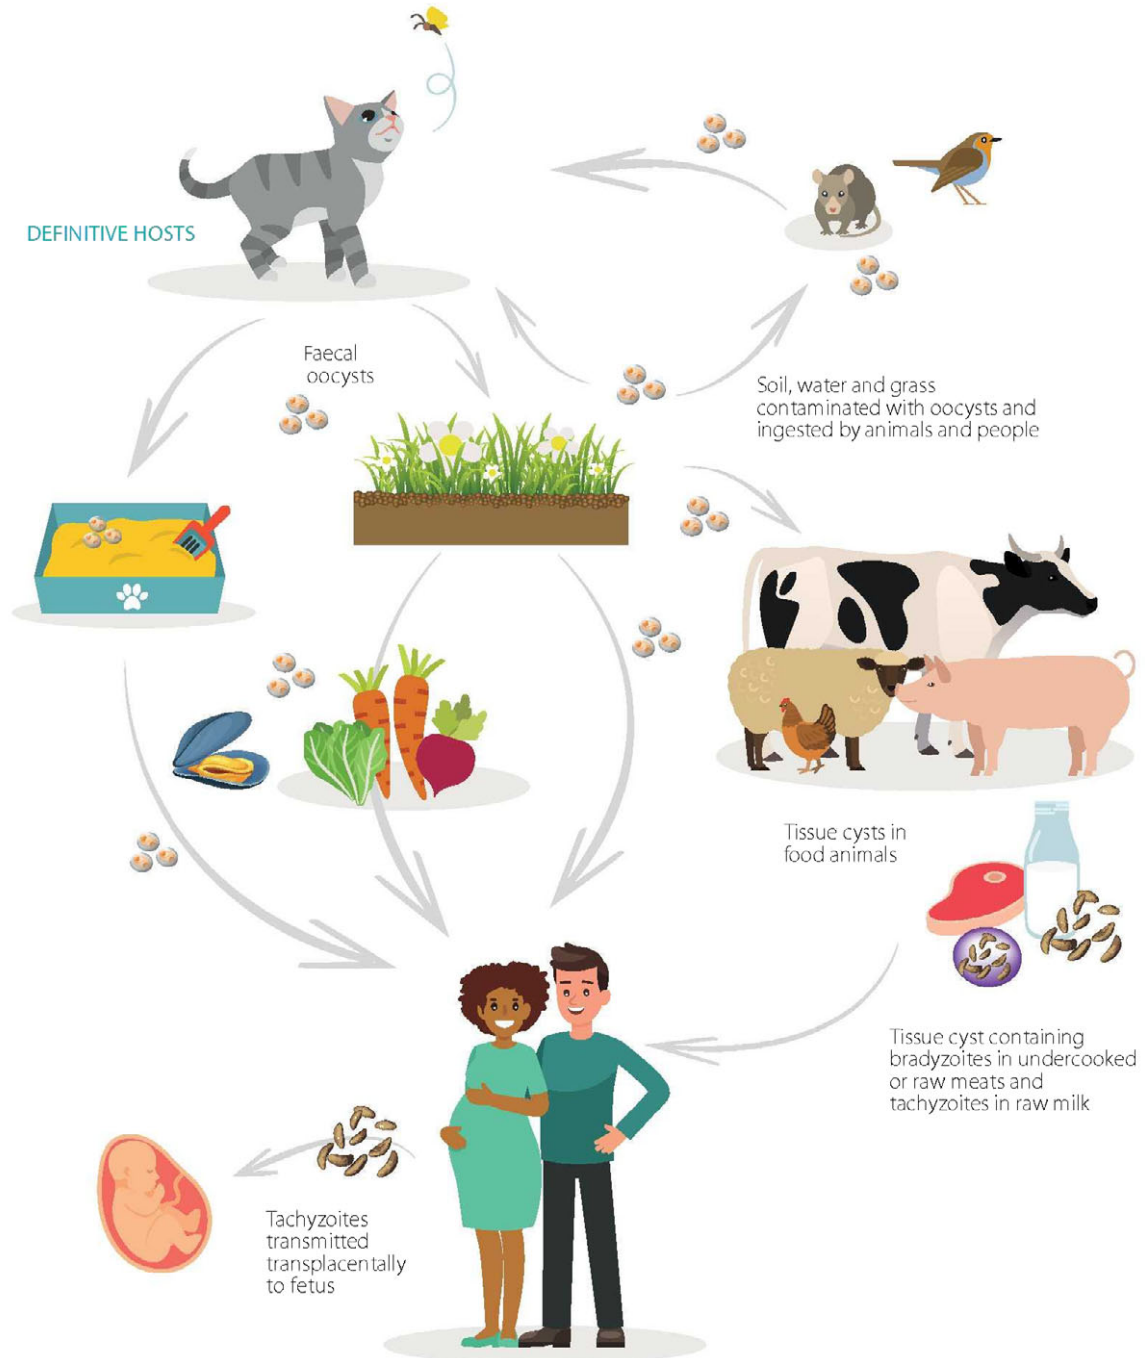 DEFINITIVE HOSTS
Faecal
oocysts
Soil, water and grass
contaminated with oocysts and
ingested by animals and people
Tissue cysts in
food animals
Tissue cyst containing
bradyzoites in undercooked
or raw meats and
tachyzoites in raw milk
Tachyzoites
transmitted
transplacentally
to fetus